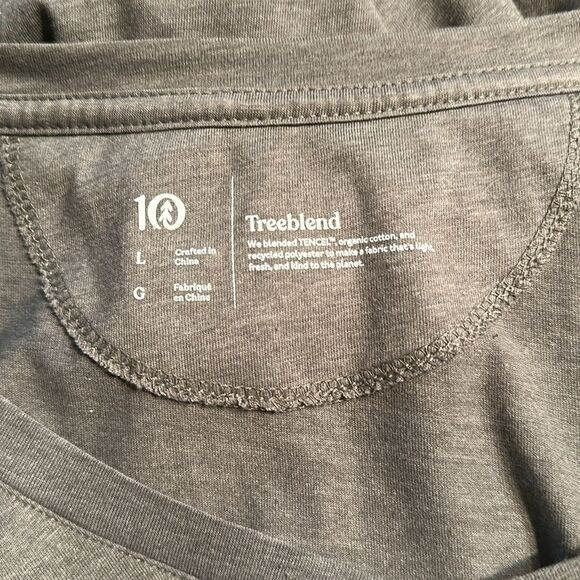 10
L
Crafted in
China
G
Fabriqué
en Chine
Treeblend
We blended TENCEL™, organic cotton, and
recycled polyester to make a fabric that's light,
fresh, and kind to the planet.